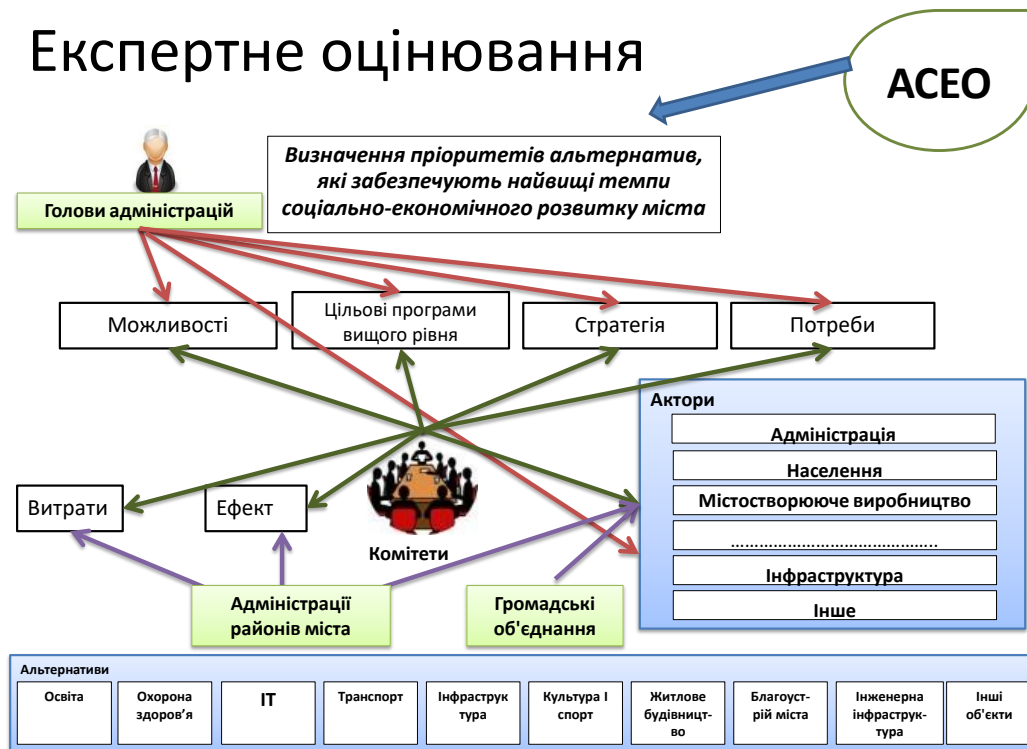 Експертне оцінювання
АСЕО
Визначення пріоритетів альтернатив,
які забезпечують найвищі темпи
соціально-економічного розвитку міста
Голови адміністрацій
Можливості
Цільові програми
вищого рівня
Стратегія
Потреби
Актори
Адміністрація
Населення
Містостворююче виробництво
…………………………………..
Інфраструктура
Інше
Витрати
Ефект
Комітети
Адміністрації
районів міста
Громадські
об'єднання
Альтернативи
Освіта
Охорона
здоров’я
ІТ
Транспорт
Інфраструк
тура
Культура І
спорт
Житлове
будівницт-
во
Благоуст-
рій міста
Інженерна
інфраструк-
тура
Інші
об'єкти